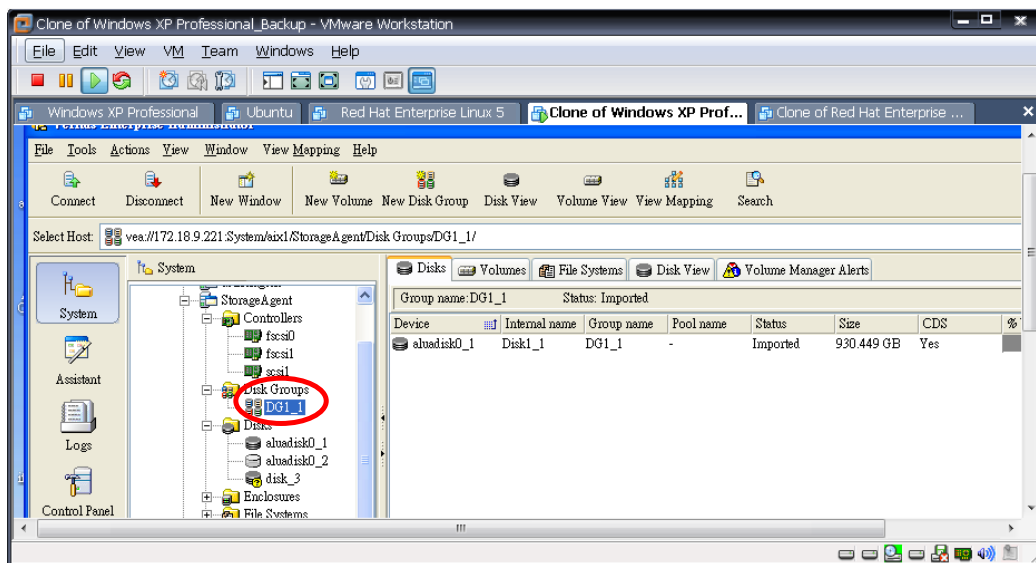 Clone of Windows XP Professional_Backup - VMware Workstation
File Edit View VM Team Windows Help
Windows XP Professional Ubuntu Red Hat Enterprise Linux 5 Clone of Windows XP Prof... Clone of Red Hat Enterprise ...
File Tools Actions View Window View Mapping Help
Connect Disconnect New Window New Volume New Disk Group Disk View Volume View View Mapping Search
Select Host: vea://172.18.9.221:System/aix1/StorageAgent/Disk Groups/DG1_1/
System
Assistant
Logs
Control Panel
System
StorageAgent
Controllers
fscsi0
fscsi1
scsi1
Disk Groups
DG1_1
Disks
aluadisk0_1
aluadisk0_2
disk_3
Enclosures
File Systems
Disks Volumes File Systems Disk View Volume Manager Alerts
Group name:DG1_1 Status: Imported
Device Internal name Group name Pool name Status Size CDS %
aluadisk0_1 Disk1_1 DG1_1 - Imported 930.449 GB Yes